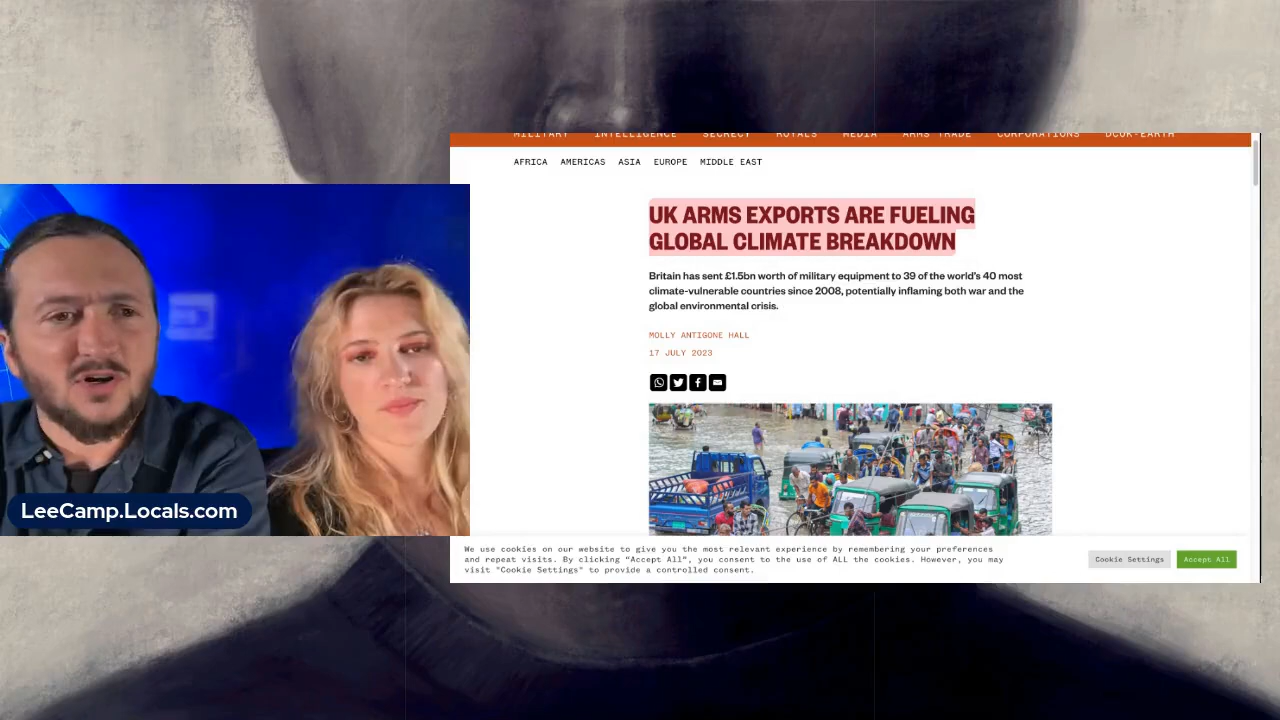 MILITARY INTELLIGENCE SECRECY ROYALS MEDIA ARMS TRADE CORPORATIONS DCUK-EARTH
AFRICA AMERICAS ASIA EUROPE MIDDLE EAST
UK ARMS EXPORTS ARE FUELING
GLOBAL CLIMATE BREAKDOWN
Britain has sent £1.5bn worth of military equipment to 39 of the world's 40 most
climate-vulnerable countries since 2008, potentially inflaming both war and the
global environmental crisis.
MOLLY ANTIGONE HALL
17 JULY 2023
LeeCamp.Locals.com
We use cookies on our website to give you the most relevant experience by remembering your preferences
and repeat visits. By clicking “Accept All”, you consent to the use of ALL the cookies. However, you may
visit "Cookie Settings" to provide a controlled consent.
Cookie Settings
Accept All